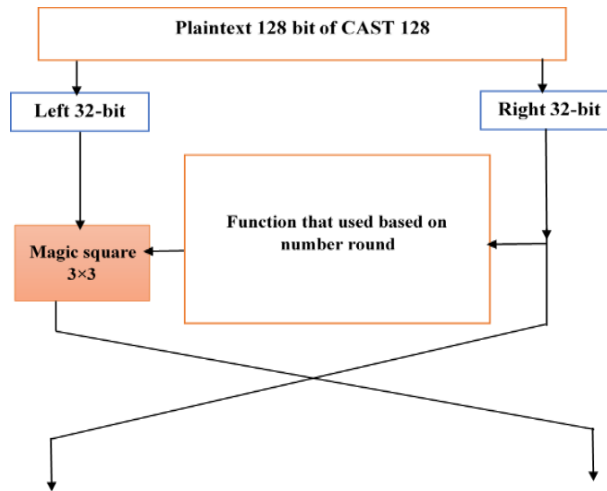 Plaintext 128 bit of CAST 128
Left 32-bit
Right 32-bit
Function that used based on
number round
Magic square
3×3